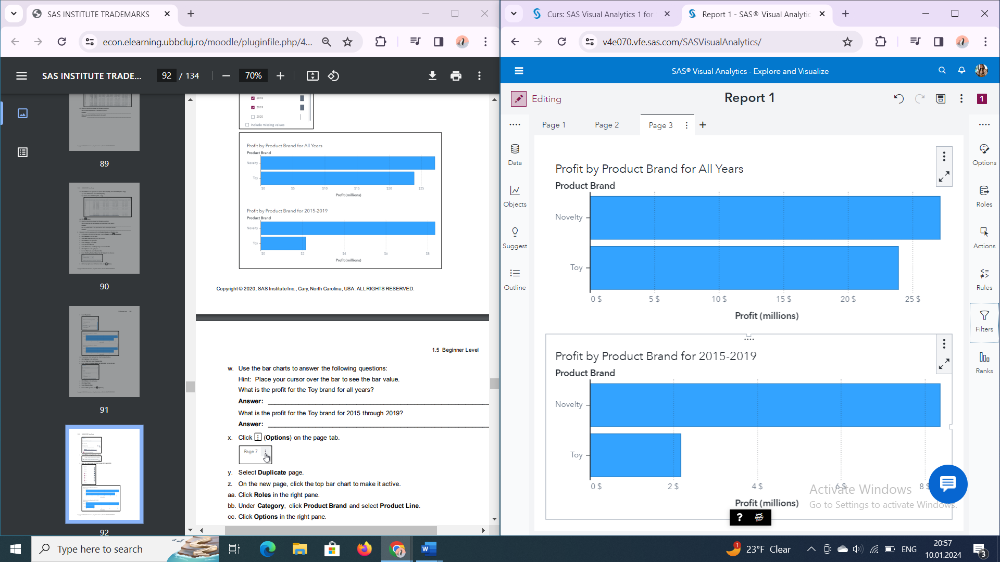 SAS INSTITUTE TRADEMARKS
econ.elearning.ubbcluj.ro/moodle/pluginfile.php/4...
SAS INSTITUTE TRADE...
92 / 134
70%
89
90
91
92
2018
2019
2020
Include missing values
Profit by Product Brand for All Years
Product Brand
Novelty
Toy
$0 $5 $10 $15 $20 $25
Profit (millions)
Profit by Product Brand for 2015-2019
Product Brand
Novelty
Toy
$0 $2 $4 $6 $8
Profit (millions)
Copyright © 2020, SAS Institute Inc., Cary, North Carolina, USA. ALL RIGHTS RESERVED.
1.5 Beginner Level
w. Use the bar charts to answer the following questions:
Hint: Place your cursor over the bar to see the bar value.
What is the profit for the Toy brand for all years?
Answer:
What is the profit for the Toy brand for 2015 through 2019?
Answer:
x. Click (Options) on the page tab.
Page 7
y. Select Duplicate page.
z. On the new page, click the top bar chart to make it active.
aa. Click Roles in the right pane.
bb. Under Category, click Product Brand and select Product Line.
cc. Click Options in the right pane.
Curs: SAS Visual Analytics 1 for
Report 1 - SAS® Visual Analytic
v4e070.vfe.sas.com/SASVisualAnalytics/
SAS® Visual Analytics - Explore and Visualize
Editing
Report 1
1
Page 1
Page 2
Page 3
Data
Objects
Suggest
Outline
Profit by Product Brand for All Years
Product Brand
Novelty
Toy
0 $ 5 $ 10 $ 15 $ 20 $ 25 $
Profit (millions)
Profit by Product Brand for 2015-2019
Product Brand
Novelty
Toy
0 $ 2 $ 4 $ 6 $ 8 $
Profit (millions)
Options
Roles
Actions
Rules
Filters
Ranks
Activate Windows
Go to Settings to activate Windows.
?
Type here to search
1
23°F Clear
ENG
20:57
10.01.2024
3